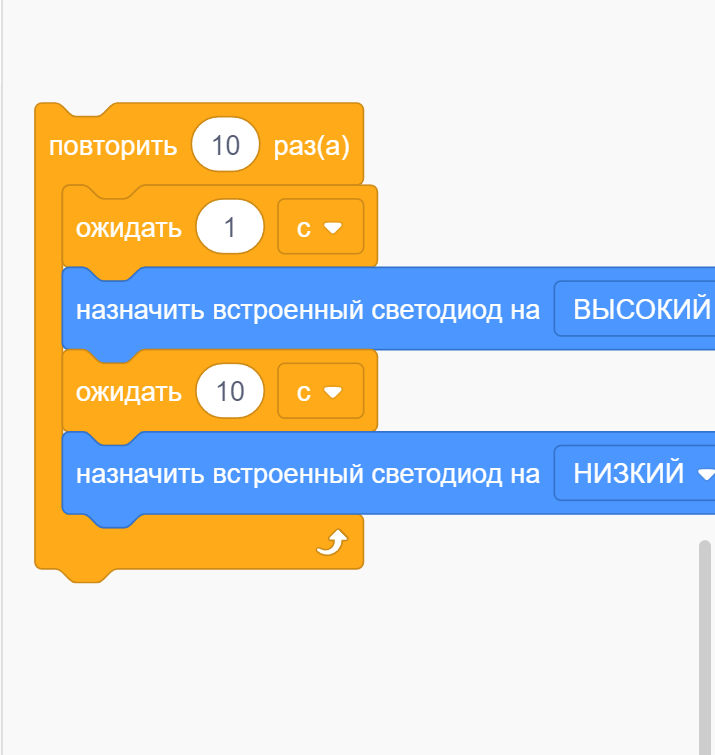 повторить 10 раз(а)
ожидать 1 с
назначить встроенный светодиод на ВЫСОКИЙ
ожидать 10 с
назначить встроенный светодиод на НИЗКИЙ